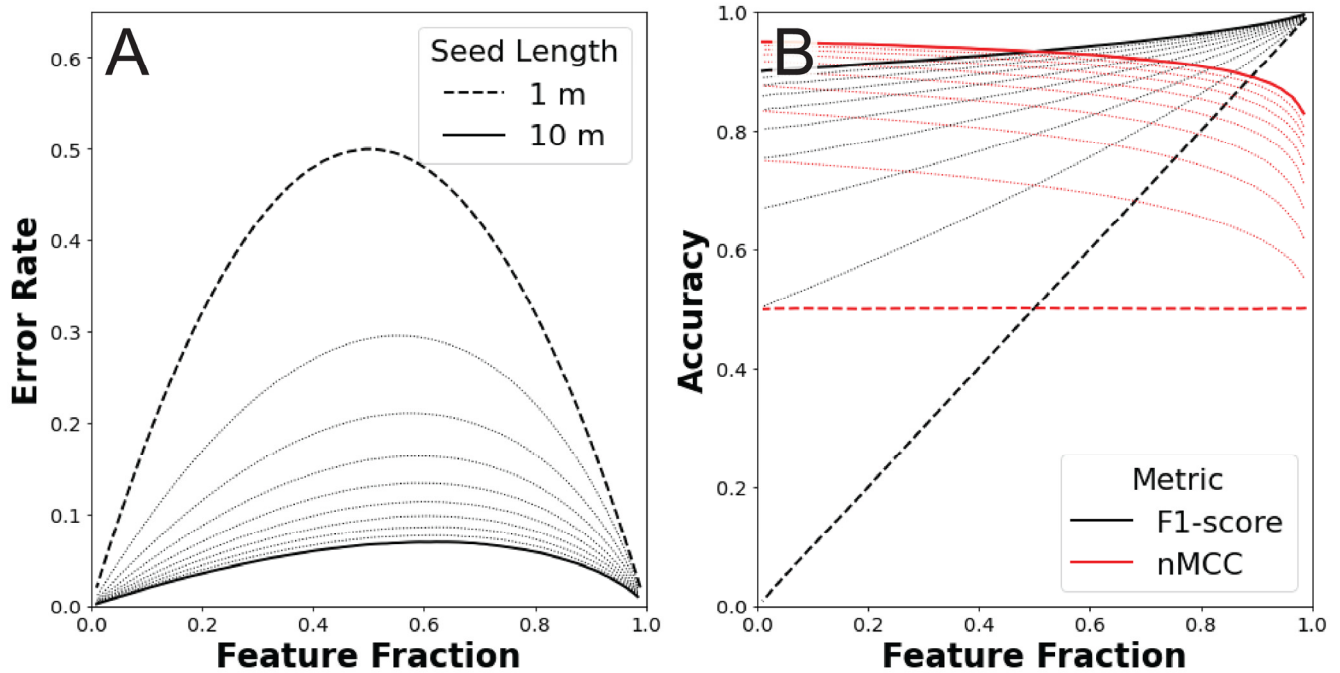 A
Seed Length
1 m
10 m
0.6
0.5
0.4
0.3
0.2
0.1
0.0
0.0 0.2 0.4 0.6 0.8 1.0
Error Rate
Feature Fraction
B
1.0
0.8
0.6
0.4
0.2
0.0
0.0 0.2 0.4 0.6 0.8 1.0
Accuracy
Metric
F1-score
nMCC
Feature Fraction